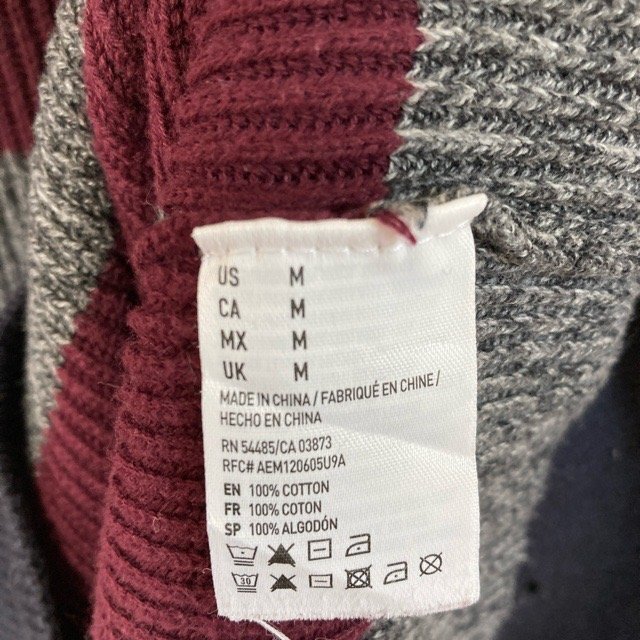 US M
CA M
MX M
UK M
MADE IN CHINA / FABRIQUÉ EN CHINE /
HECHO EN CHINA
RN 54485/CA 03873
RFC# AEM120605U9A
EN 100% COTTON
FR 100% COTON
SP 100% ALGODÓN
30